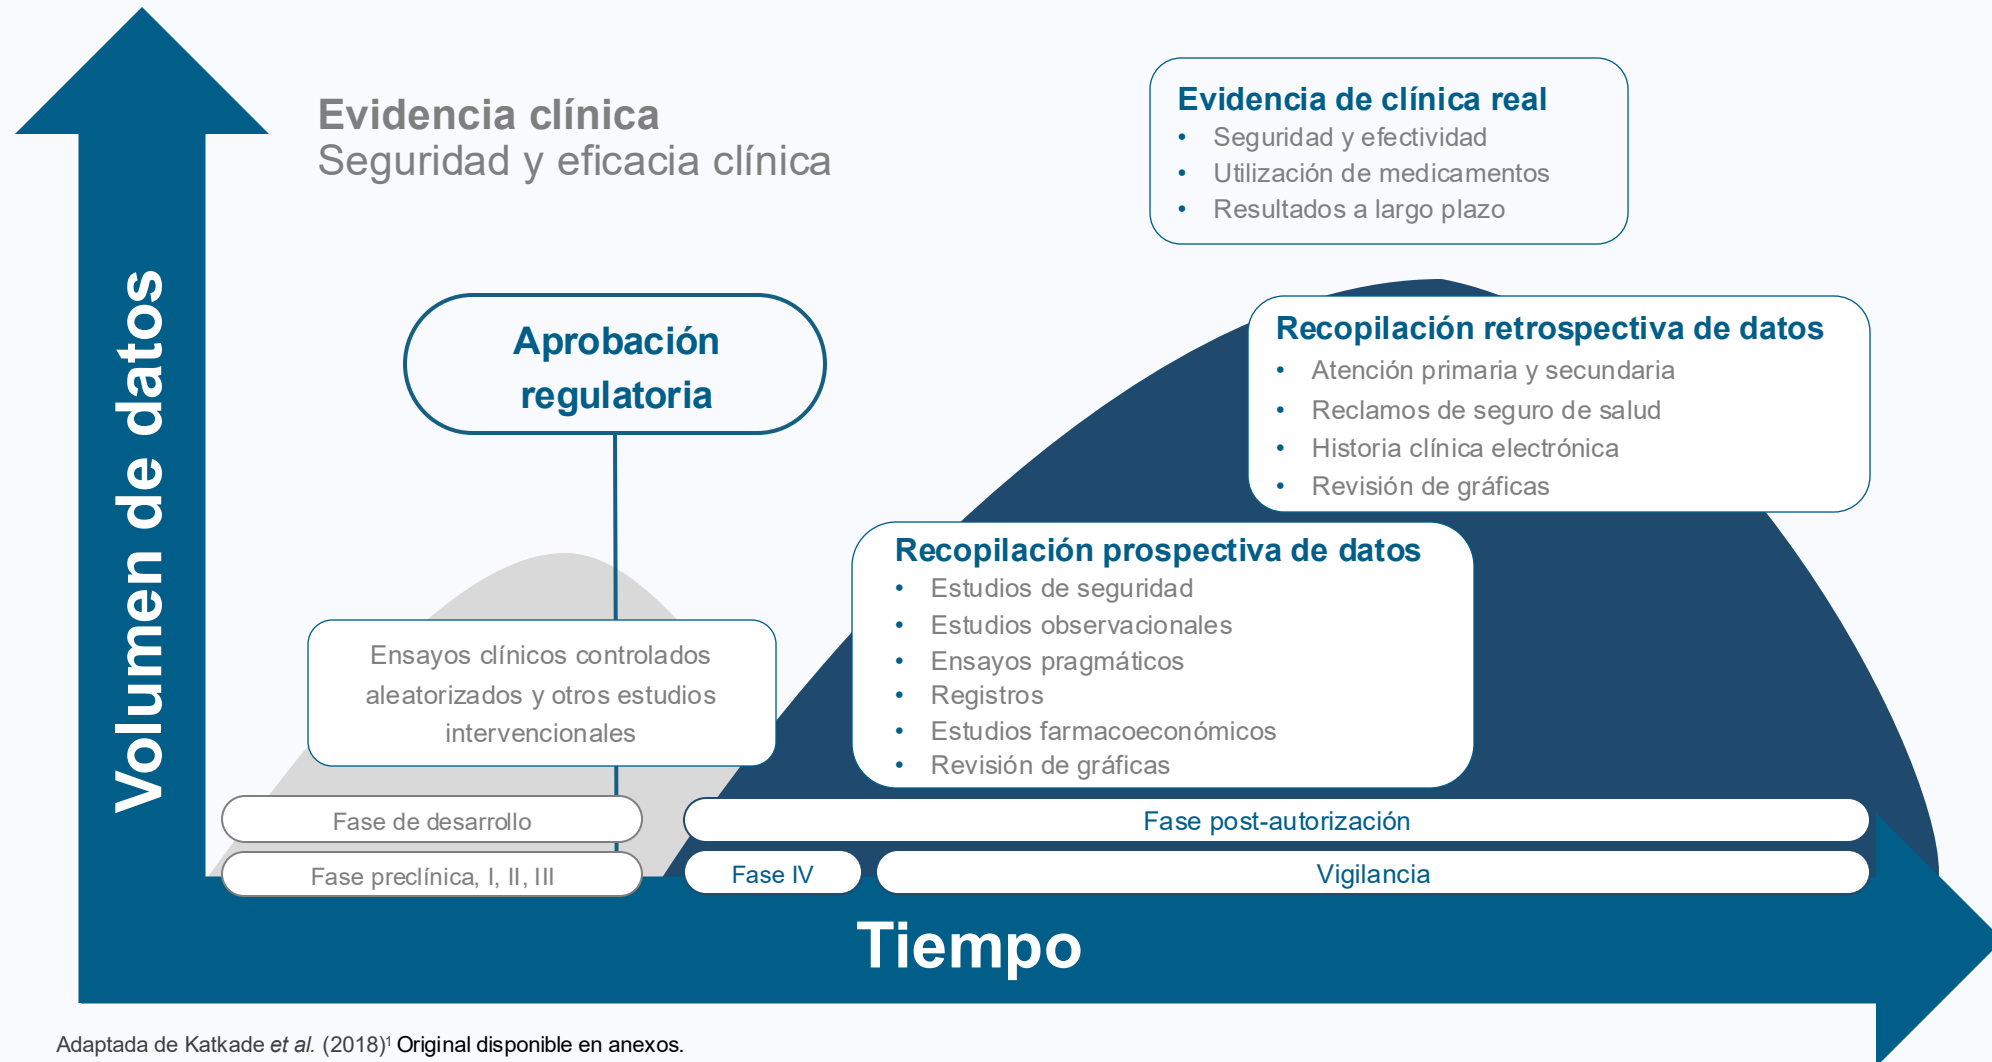 Volumen de datos
Evidencia clínica
Seguridad y eficacia clínica
Evidencia de clínica real
• Seguridad y efectividad
• Utilización de medicamentos
• Resultados a largo plazo
Aprobación
regulatoria
Recopilación retrospectiva de datos
• Atención primaria y secundaria
• Reclamos de seguro de salud
• Historia clínica electrónica
• Revisión de gráficas
Recopilación prospectiva de datos
• Estudios de seguridad
• Estudios observacionales
• Ensayos pragmáticos
• Registros
• Estudios farmacoeconómicos
• Revisión de gráficas
Ensayos clínicos controlados
aleatorizados y otros estudios
intervencionales
Fase de desarrollo
Fase post-autorización
Fase preclínica, I, II, III
Fase IV
Vigilancia
Tiempo
Adaptada de Katkade et al. (2018)¹ Original disponible en anexos.